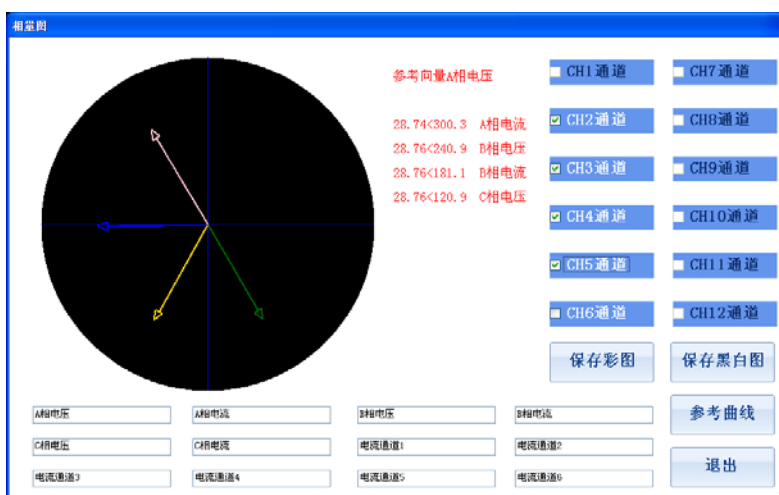 相量图
参考向量A相电压
28.74<300.3 A相电流
28.76<240.9 B相电压
28.76<181.1 B相电流
28.76<120.9 C相电压
CH1通道 CH7通道
CH2通道 CH8通道
CH3通道 CH9通道
CH4通道 CH10通道
CH5通道 CH11通道
CH6通道 CH12通道
保存彩图 保存黑白图
参考曲线
退出
A相电压 A相电流 B相电压 B相电流
C相电压 C相电流 电流通道1 电流通道2
电流通道3 电流通道4 电流通道5 电流通道6